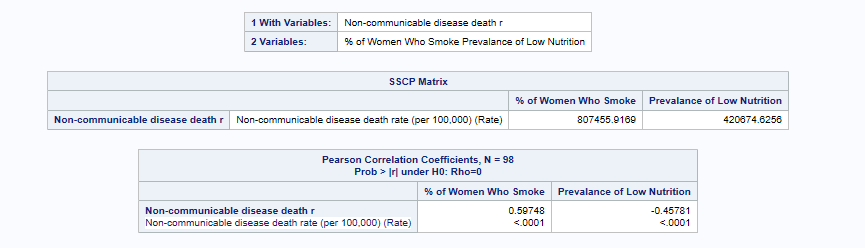 1 With Variables: Non-communicable disease death r
2 Variables: % of Women Who Smoke Prevalance of Low Nutrition
SSCP Matrix
% of Women Who Smoke Prevalance of Low Nutrition
Non-communicable disease death r Non-communicable disease death rate (per 100,000) (Rate) 807455.9169 420674.6256
Pearson Correlation Coefficients, N = 98
Prob > |r| under H0: Rho=0
% of Women Who Smoke Prevalance of Low Nutrition
Non-communicable disease death r 0.59748 -0.45781
Non-communicable disease death rate (per 100,000) (Rate) <.0001 <.0001